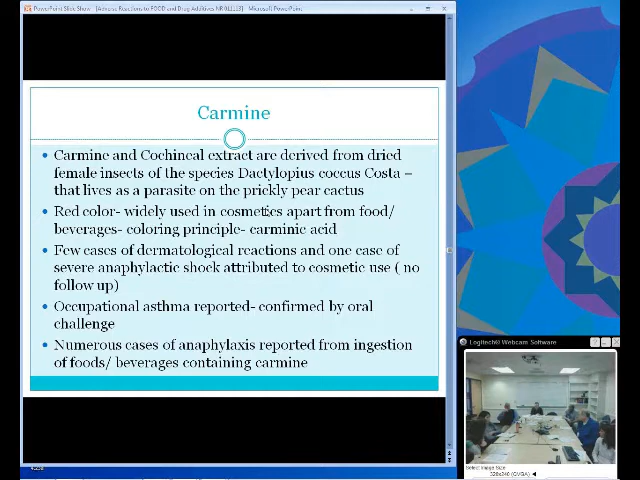 PowerPoint Slide Show - [Adverse Reactions to FOOD and Drug Additives NR 011113] - Microsoft PowerPoint
Carmine
• Carmine and Cochineal extract are derived from dried
female insects of the species Dactylopius coccus Costa –
that lives as a parasite on the prickly pear cactus
• Red color- widely used in cosmetics apart from food/
beverages- coloring principle- carminic acid
• Few cases of dermatological reactions and one case of
severe anaphylactic shock attributed to cosmetic use ( no
follow up)
• Occupational asthma reported- confirmed by oral
challenge
• Numerous cases of anaphylaxis reported from ingestion
of foods/ beverages containing carmine
Logitech® Webcam Software
Select Image Size
320x240 (QVGA)